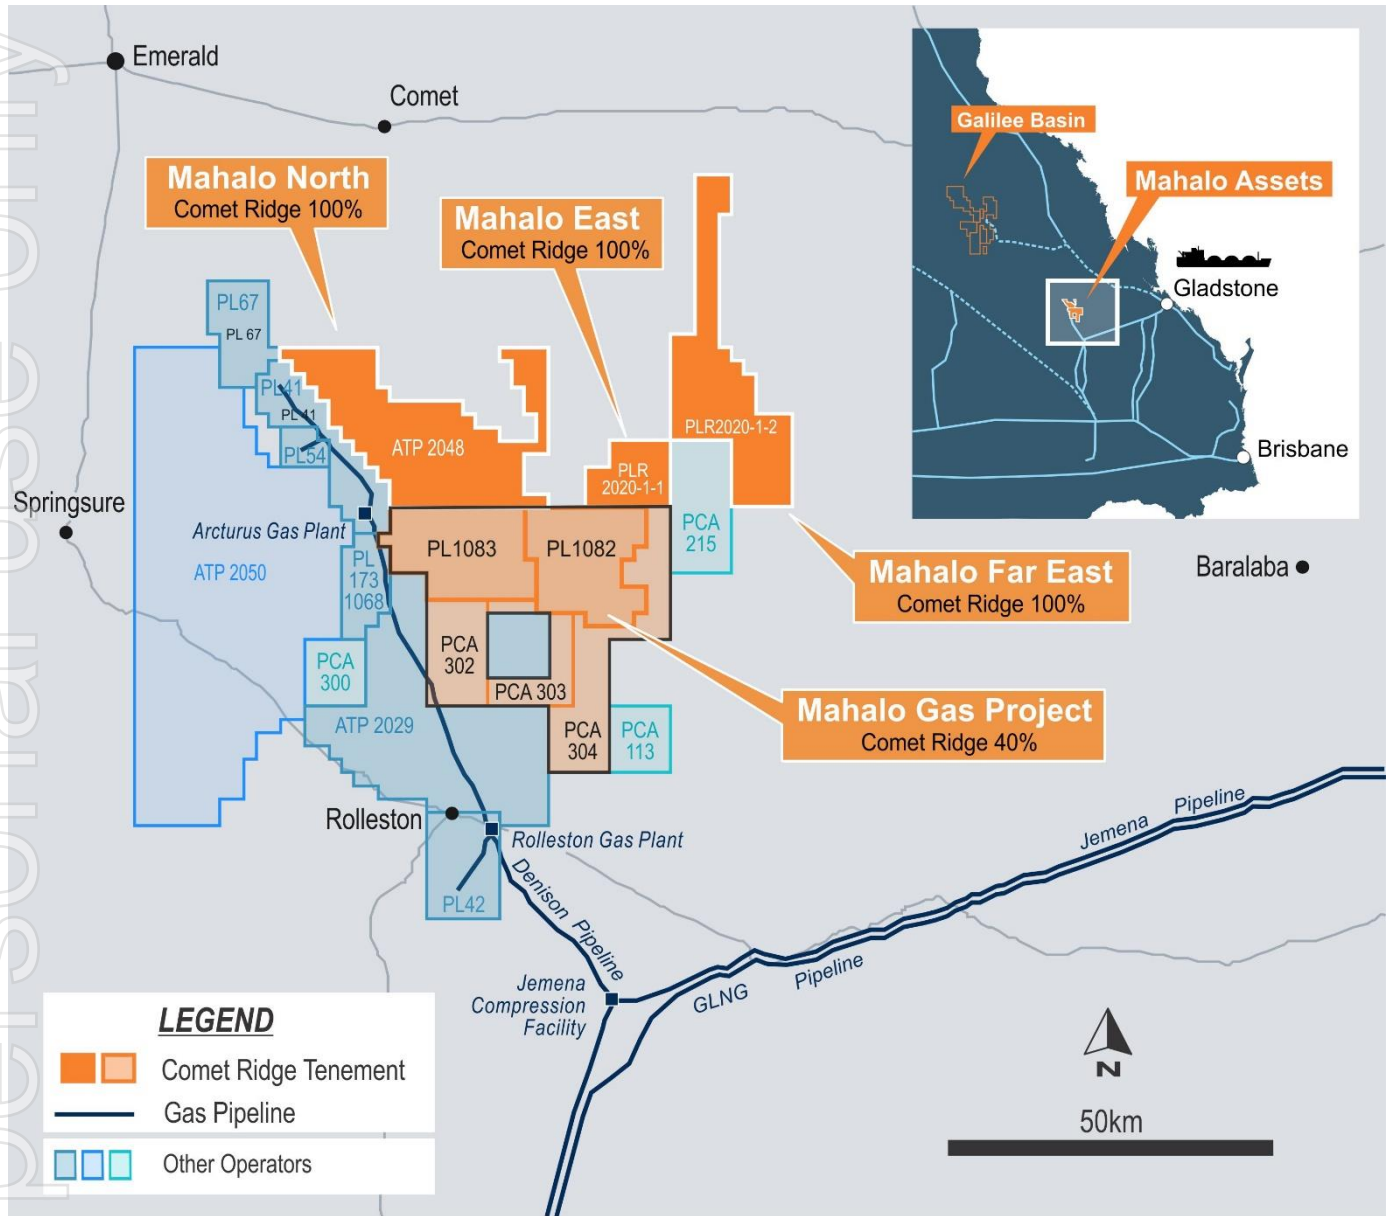 personal use only
Emerald
Comet
Mahalo North
Comet Ridge 100%
Mahalo East
Comet Ridge 100%
Galilee Basin
Mahalo Assets
Gladstone
Brisbane
PL67
PL 67
PL41
PL 41
PL54
ATP 2048
PLR
2020-1-1
PLR2020-1-2
Springsure
Arcturus Gas Plant
ATP 2050
PL
173
1068
PL1083
PL1082
PCA
215
Baralaba
Mahalo Far East
Comet Ridge 100%
PCA
300
PCA
302
PCA 303
ATP 2029
PCA
304
PCA
113
Mahalo Gas Project
Comet Ridge 40%
Rolleston
Rolleston Gas Plant
PL42
Denison Pipeline
Jemena Pipeline
GLNG Pipeline
Jemena
Compression
Facility
LEGEND
Comet Ridge Tenement
Gas Pipeline
Other Operators
N
50km